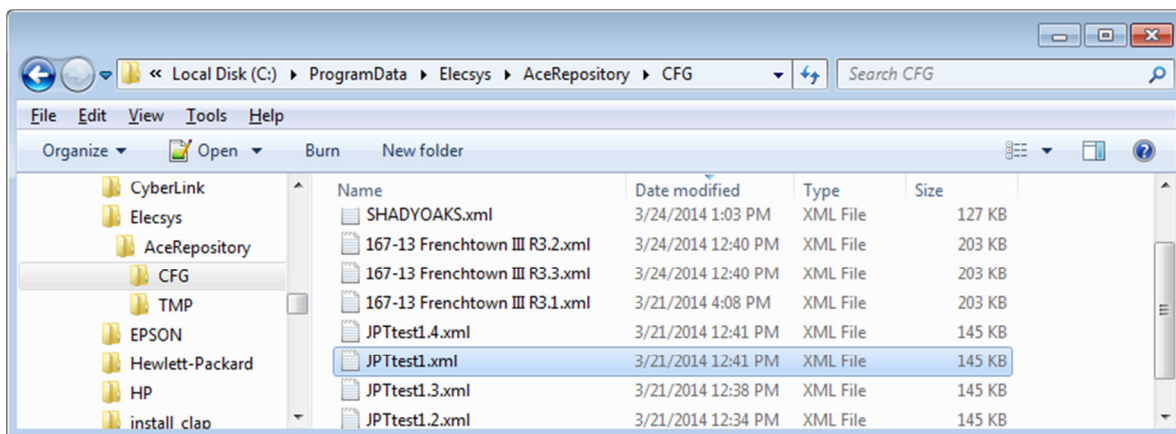 « Local Disk (C:) ▸ ProgramData ▸ Elecsys ▸ AceRepository ▸ CFG Search CFG
File Edit View Tools Help
Organize Open Burn New folder
CyberLink
Elecsys
AceRepository
CFG
TMP
EPSON
Hewlett-Packard
HP
install_clap
Name Date modified Type Size
SHADYOAKS.xml 3/24/2014 1:03 PM XML File 127 KB
167-13 Frenchtown III R3.2.xml 3/24/2014 12:40 PM XML File 203 KB
167-13 Frenchtown III R3.3.xml 3/24/2014 12:40 PM XML File 203 KB
167-13 Frenchtown III R3.1.xml 3/21/2014 4:08 PM XML File 203 KB
JPTtest1.4.xml 3/21/2014 12:41 PM XML File 145 KB
JPTtest1.xml 3/21/2014 12:41 PM XML File 145 KB
JPTtest1.3.xml 3/21/2014 12:38 PM XML File 145 KB
JPTtest1.2.xml 3/21/2014 12:34 PM XML File 145 KB